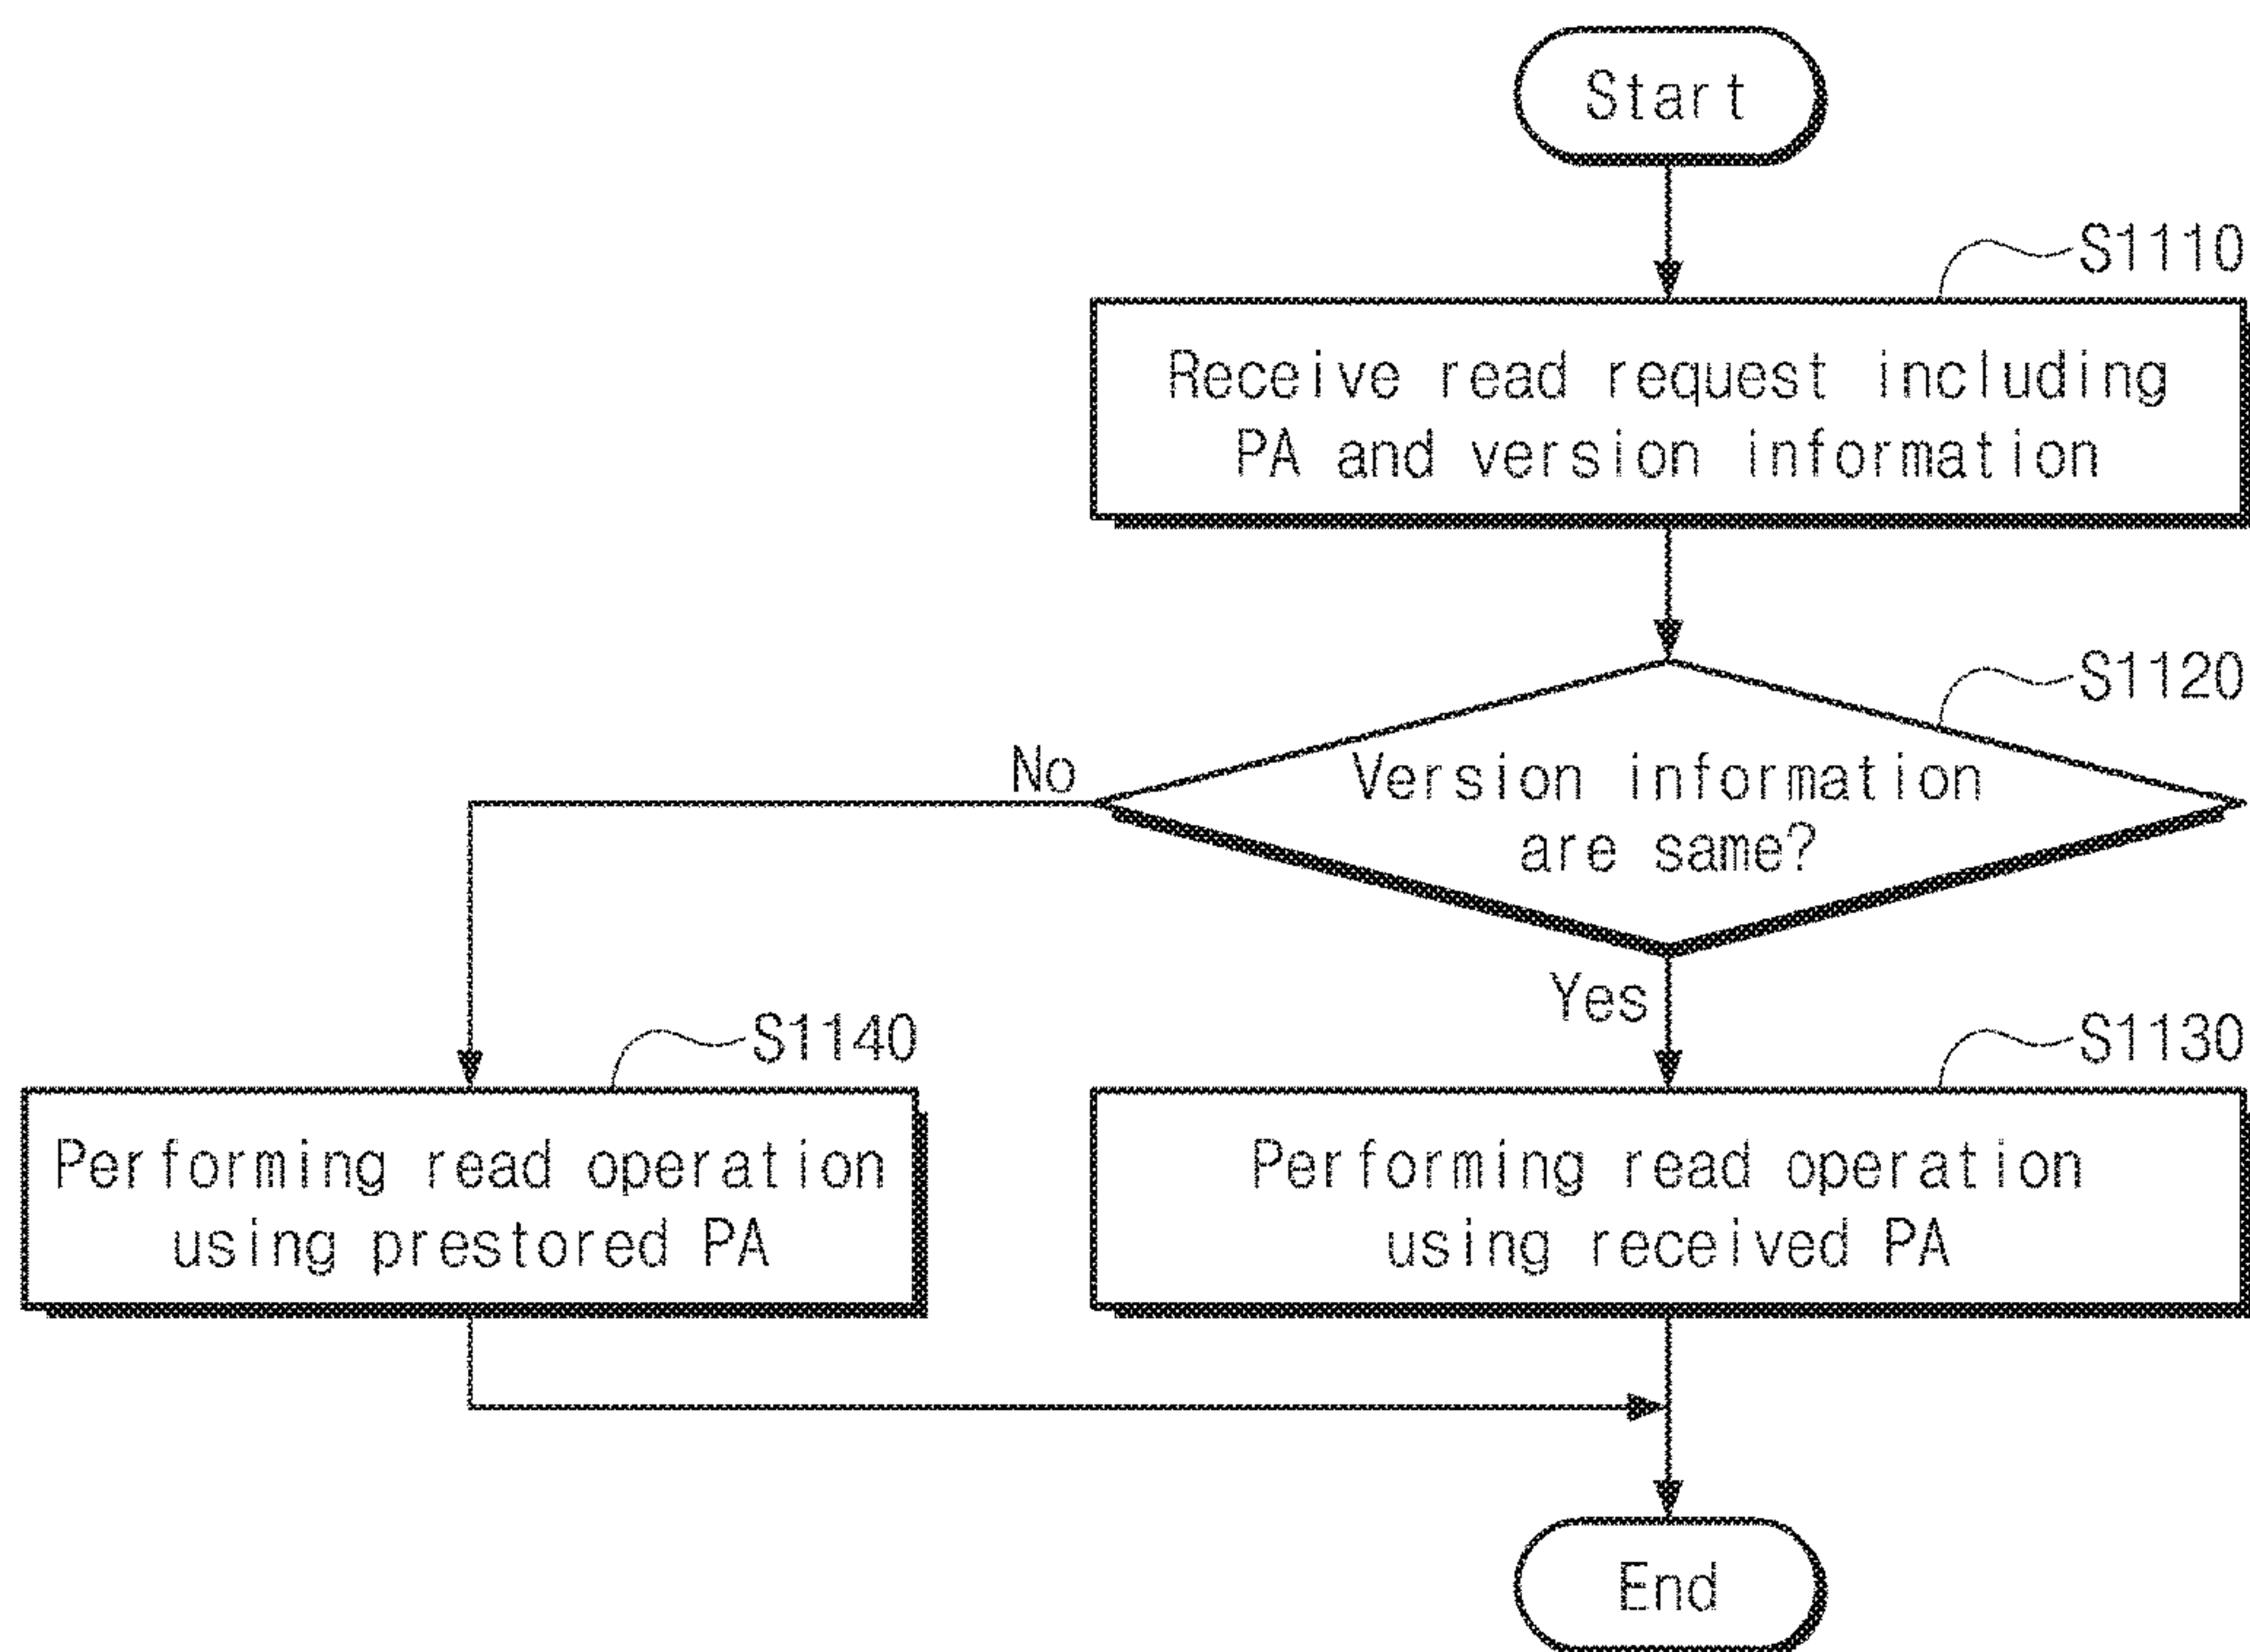 Start
S1110
Receive read request including
PA and version information
S1120
No
Version information
are same?
Yes
S1140
S1130
Performing read operation
using prestored PA
Performing read operation
using received PA
End